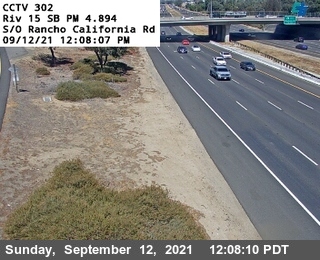 CCTV 302
Riv 15 SB PM 4.894
S/O Rancho California Rd
09/12/21 12:08:07 PM
Sunday, September 12, 2021 12:08:10 PDT